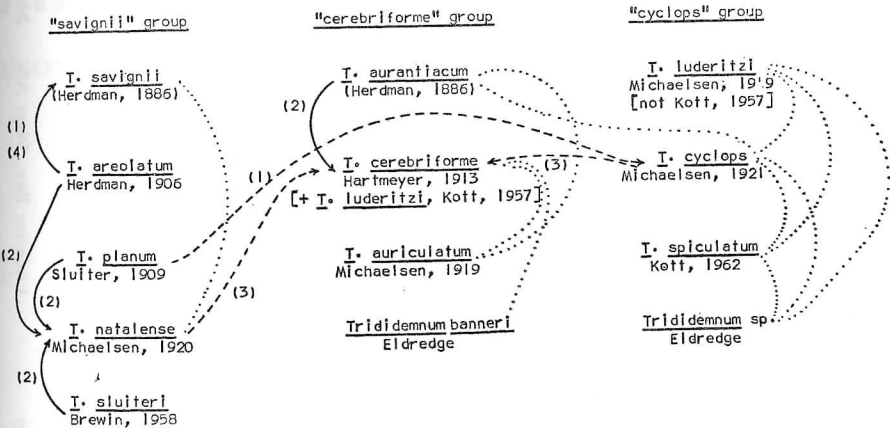 "savignii" group
T. savignii
(Herdman, 1886)
(1)
(4)
T. areolatum
Herdman, 1906
(2)
T. planum
Sluiter, 1909
(2)
T. natalense
Michaelsen, 1920
(2)
T. sluiteri
Brewin, 1958
(1)
(3)
"cerebriforme" group
T. aurantiacum
(Herdman, 1886)
(2)
T. cerebriforme
Hartmeyer, 1913
[+ T. luderitzi, Kott, 1957]
(3)
T. auriculatum
Michaelsen, 1919
Trididemnum banneri
Eldredge
"cyclops" group
T. luderitzi
Michaelsen, 19'9
[not Kott, 1957]
T. cyclops
Michaelsen, 1921
T. spiculatum
Kott, 1962
Trididemnum sp.
Eldredge